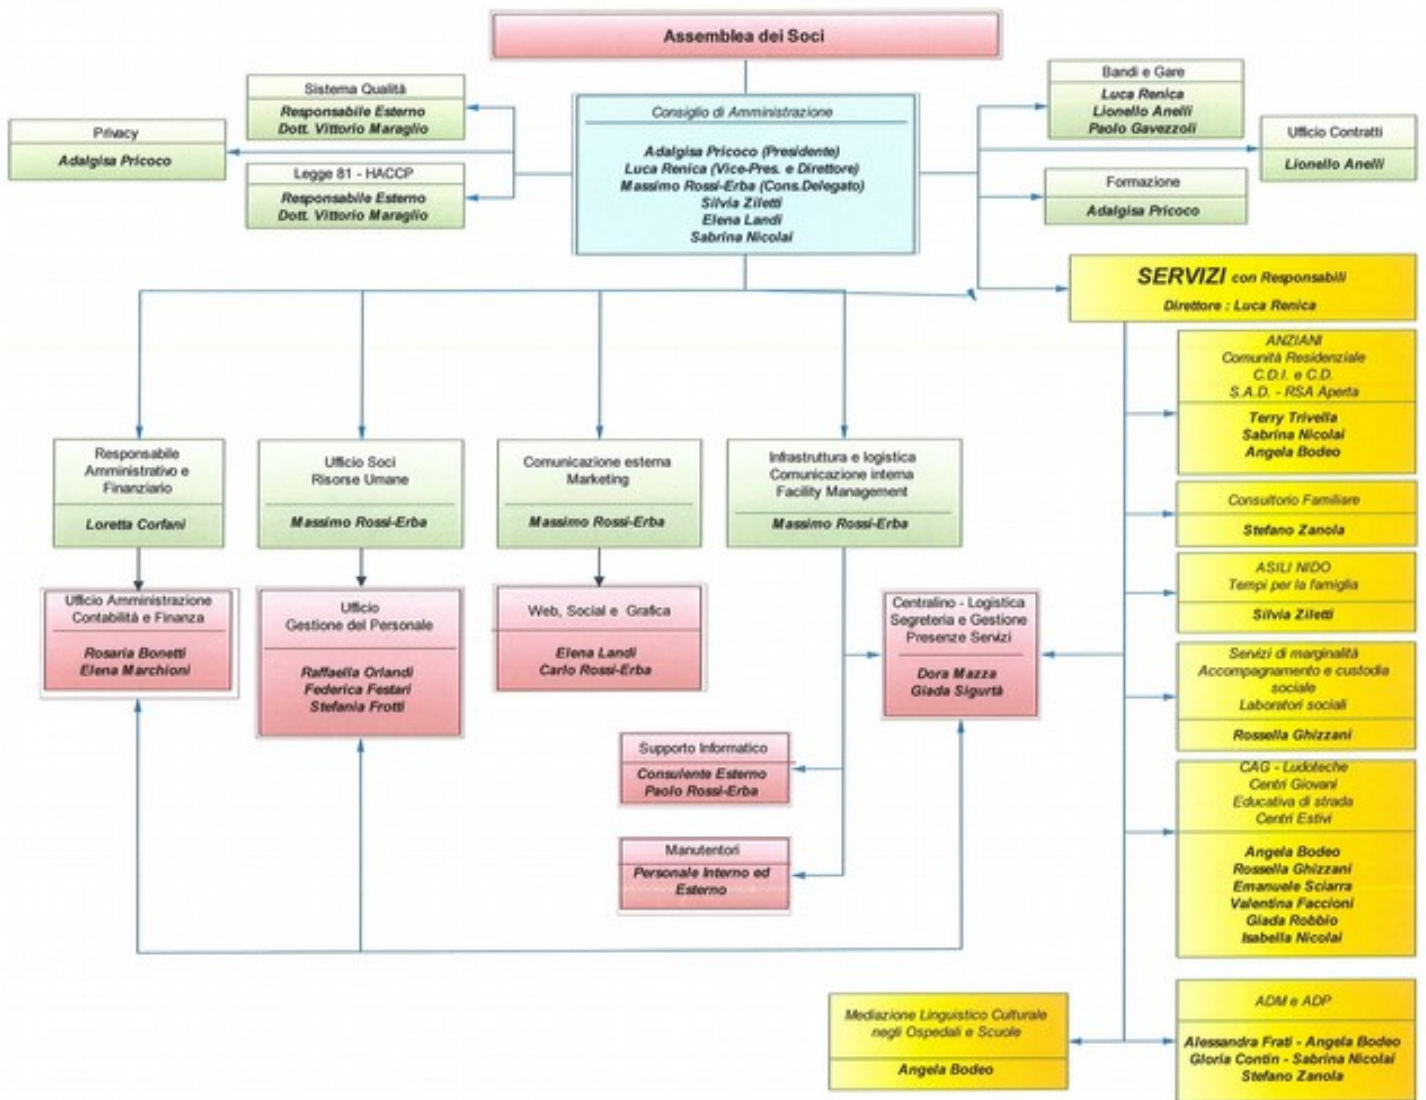 Assemblea dei Soci
Sistema Qualità
Responsabile Esterno
Dott. Vittorio Maraglio
Privacy
Adalgisa Pricoco
Legge 81 - HACCP
Responsabile Esterno
Dott. Vittorio Maraglio
Consiglio di Amministrazione
Adalgisa Pricoco (Presidente)
Luca Renica (Vice-Pres. e Direttore)
Massimo Rossi-Erba (Cons.Delegato)
Silvia Ziletti
Elena Landi
Sabrina Nicolai
Bandi e Gare
Luca Renica
Lionello Anelli
Paolo Gavezzoli
Ufficio Contratti
Lionello Anelli
Formazione
Adalgisa Pricoco
SERVIZI con Responsabili
Direttore : Luca Renica
ANZIANI
Comunità Residenziale
C.D.I. e C.D.
S.A.D. - RSA Aperta
Terry Trivella
Sabrina Nicolai
Angela Bodeo
Consultorio Familiare
Stefano Zanola
ASILI NIDO
Tempi per la famiglia
Silvia Ziletti
Servizi di marginalità
Accompagnamento e custodia
sociale
Laboratori sociali
Rossella Ghizzani
CAG - Ludoteche
Centri Giovani
Educativa di strada
Centri Estivi
Angela Bodeo
Rossella Ghizzani
Emanuele Sciarra
Valentina Faccioni
Giada Robbio
Isabella Nicolai
ADM e ADP
Alessandra Frati - Angela Bodeo
Gloria Contin - Sabrina Nicolai
Stefano Zanola
Mediazione Linguistico Culturale
negli Ospedali e Scuole
Angela Bodeo
Responsabile
Amministrativo e
Finanziario
Loretta Corfani
Ufficio Soci
Risorse Umane
Massimo Rossi-Erba
Comunicazione esterna
Marketing
Massimo Rossi-Erba
Infrastruttura e logistica
Comunicazione interna
Facility Management
Massimo Rossi-Erba
Ufficio Amministrazione
Contabilità e Finanza
Rosaria Bonetti
Elena Marchioni
Ufficio
Gestione del Personale
Raffaella Orlandi
Federica Festari
Stefania Frotti
Web, Social e Grafica
Elena Landi
Carlo Rossi-Erba
Centralino - Logistica
Segreteria e Gestione
Presenze Servizi
Dora Mazza
Giada Sigurtà
Supporto Informatico
Consulente Esterno
Paolo Rossi-Erba
Manutentori
Personale Interno ed
Esterno